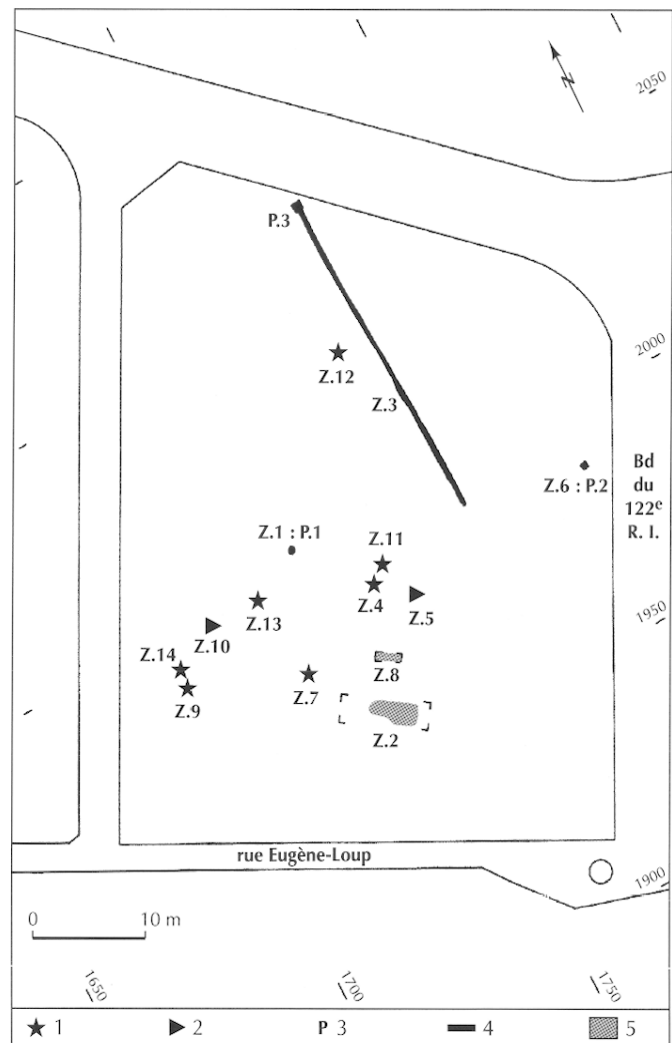 2050
N
P.3
2000
Z.12
Z.3
Bd
du
122e
R. I.
Z.6 : P.2
Z.1 : P.1
Z.11
Z.4
Z.5
1950
Z.13
Z.10
Z.14
Z.9
Z.7
Z.8
Z.2
rue Eugène-Loup
1900
0 10 m
1650 1700 1750
1 2 P 3 4 5